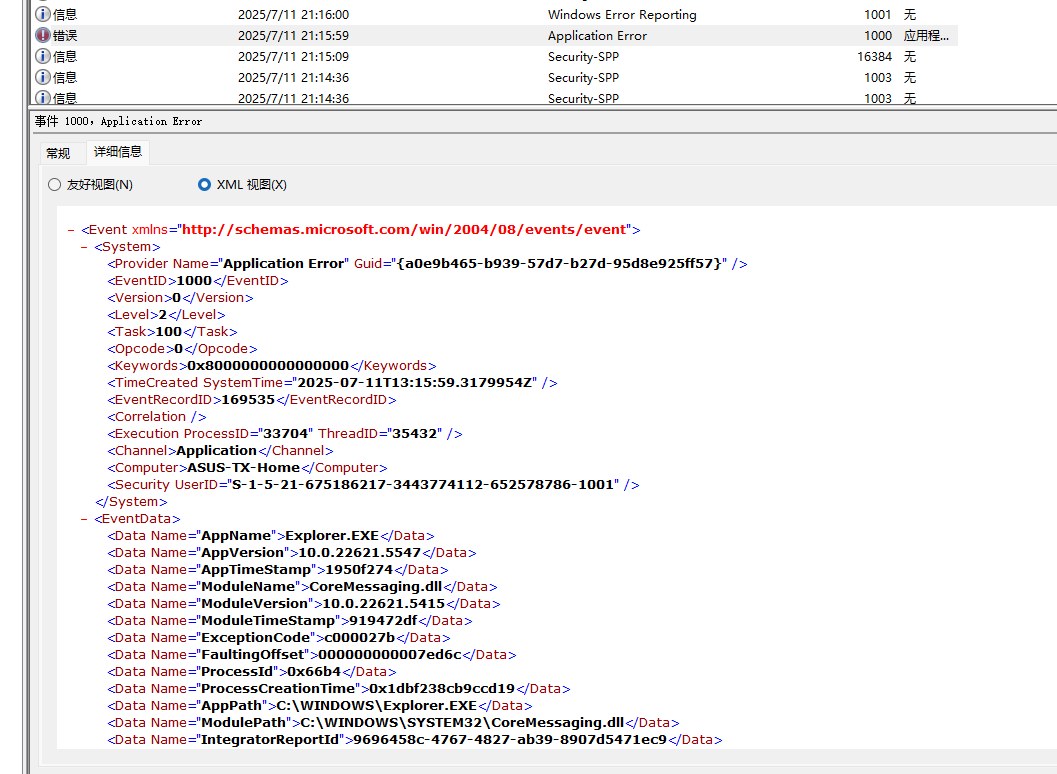 信息 2025/7/11 21:16:00 Windows Error Reporting 1001 无
错误 2025/7/11 21:15:59 Application Error 1000 应用程...
信息 2025/7/11 21:15:09 Security-SPP 16384 无
信息 2025/7/11 21:14:36 Security-SPP 1003 无
信息 2025/7/11 21:14:36 Security-SPP 1003 无
事件 1000，Application Error
常规 详细信息
友好视图(N) XML 视图(X)
- <Event xmlns="http://schemas.microsoft.com/win/2004/08/events/event">
- <System>
<Provider Name="Application Error" Guid="{a0e9b465-b939-57d7-b27d-95d8e925ff57}" />
<EventID>1000</EventID>
<Version>0</Version>
<Level>2</Level>
<Task>100</Task>
<Opcode>0</Opcode>
<Keywords>0x8000000000000000</Keywords>
<TimeCreated SystemTime="2025-07-11T13:15:59.3179954Z" />
<EventRecordID>169535</EventRecordID>
<Correlation />
<Execution ProcessID="33704" ThreadID="35432" />
<Channel>Application</Channel>
<Computer>ASUS-TX-Home</Computer>
<Security UserID="S-1-5-21-675186217-3443774112-652578786-1001" />
</System>
- <EventData>
<Data Name="AppName">Explorer.EXE</Data>
<Data Name="AppVersion">10.0.22621.5547</Data>
<Data Name="AppTimeStamp">1950f274</Data>
<Data Name="ModuleName">CoreMessaging.dll</Data>
<Data Name="ModuleVersion">10.0.22621.5415</Data>
<Data Name="ModuleTimeStamp">919472df</Data>
<Data Name="ExceptionCode">c000027b</Data>
<Data Name="FaultingOffset">000000000007ed6c</Data>
<Data Name="ProcessId">0x66b4</Data>
<Data Name="ProcessCreationTime">0x1dbf238cb9ccd19</Data>
<Data Name="AppPath">C:\WINDOWS\Explorer.EXE</Data>
<Data Name="ModulePath">C:\WINDOWS\SYSTEM32\CoreMessaging.dll</Data>
<Data Name="IntegratorReportId">9696458c-4767-4827-ab39-8907d5471ec9</Data>